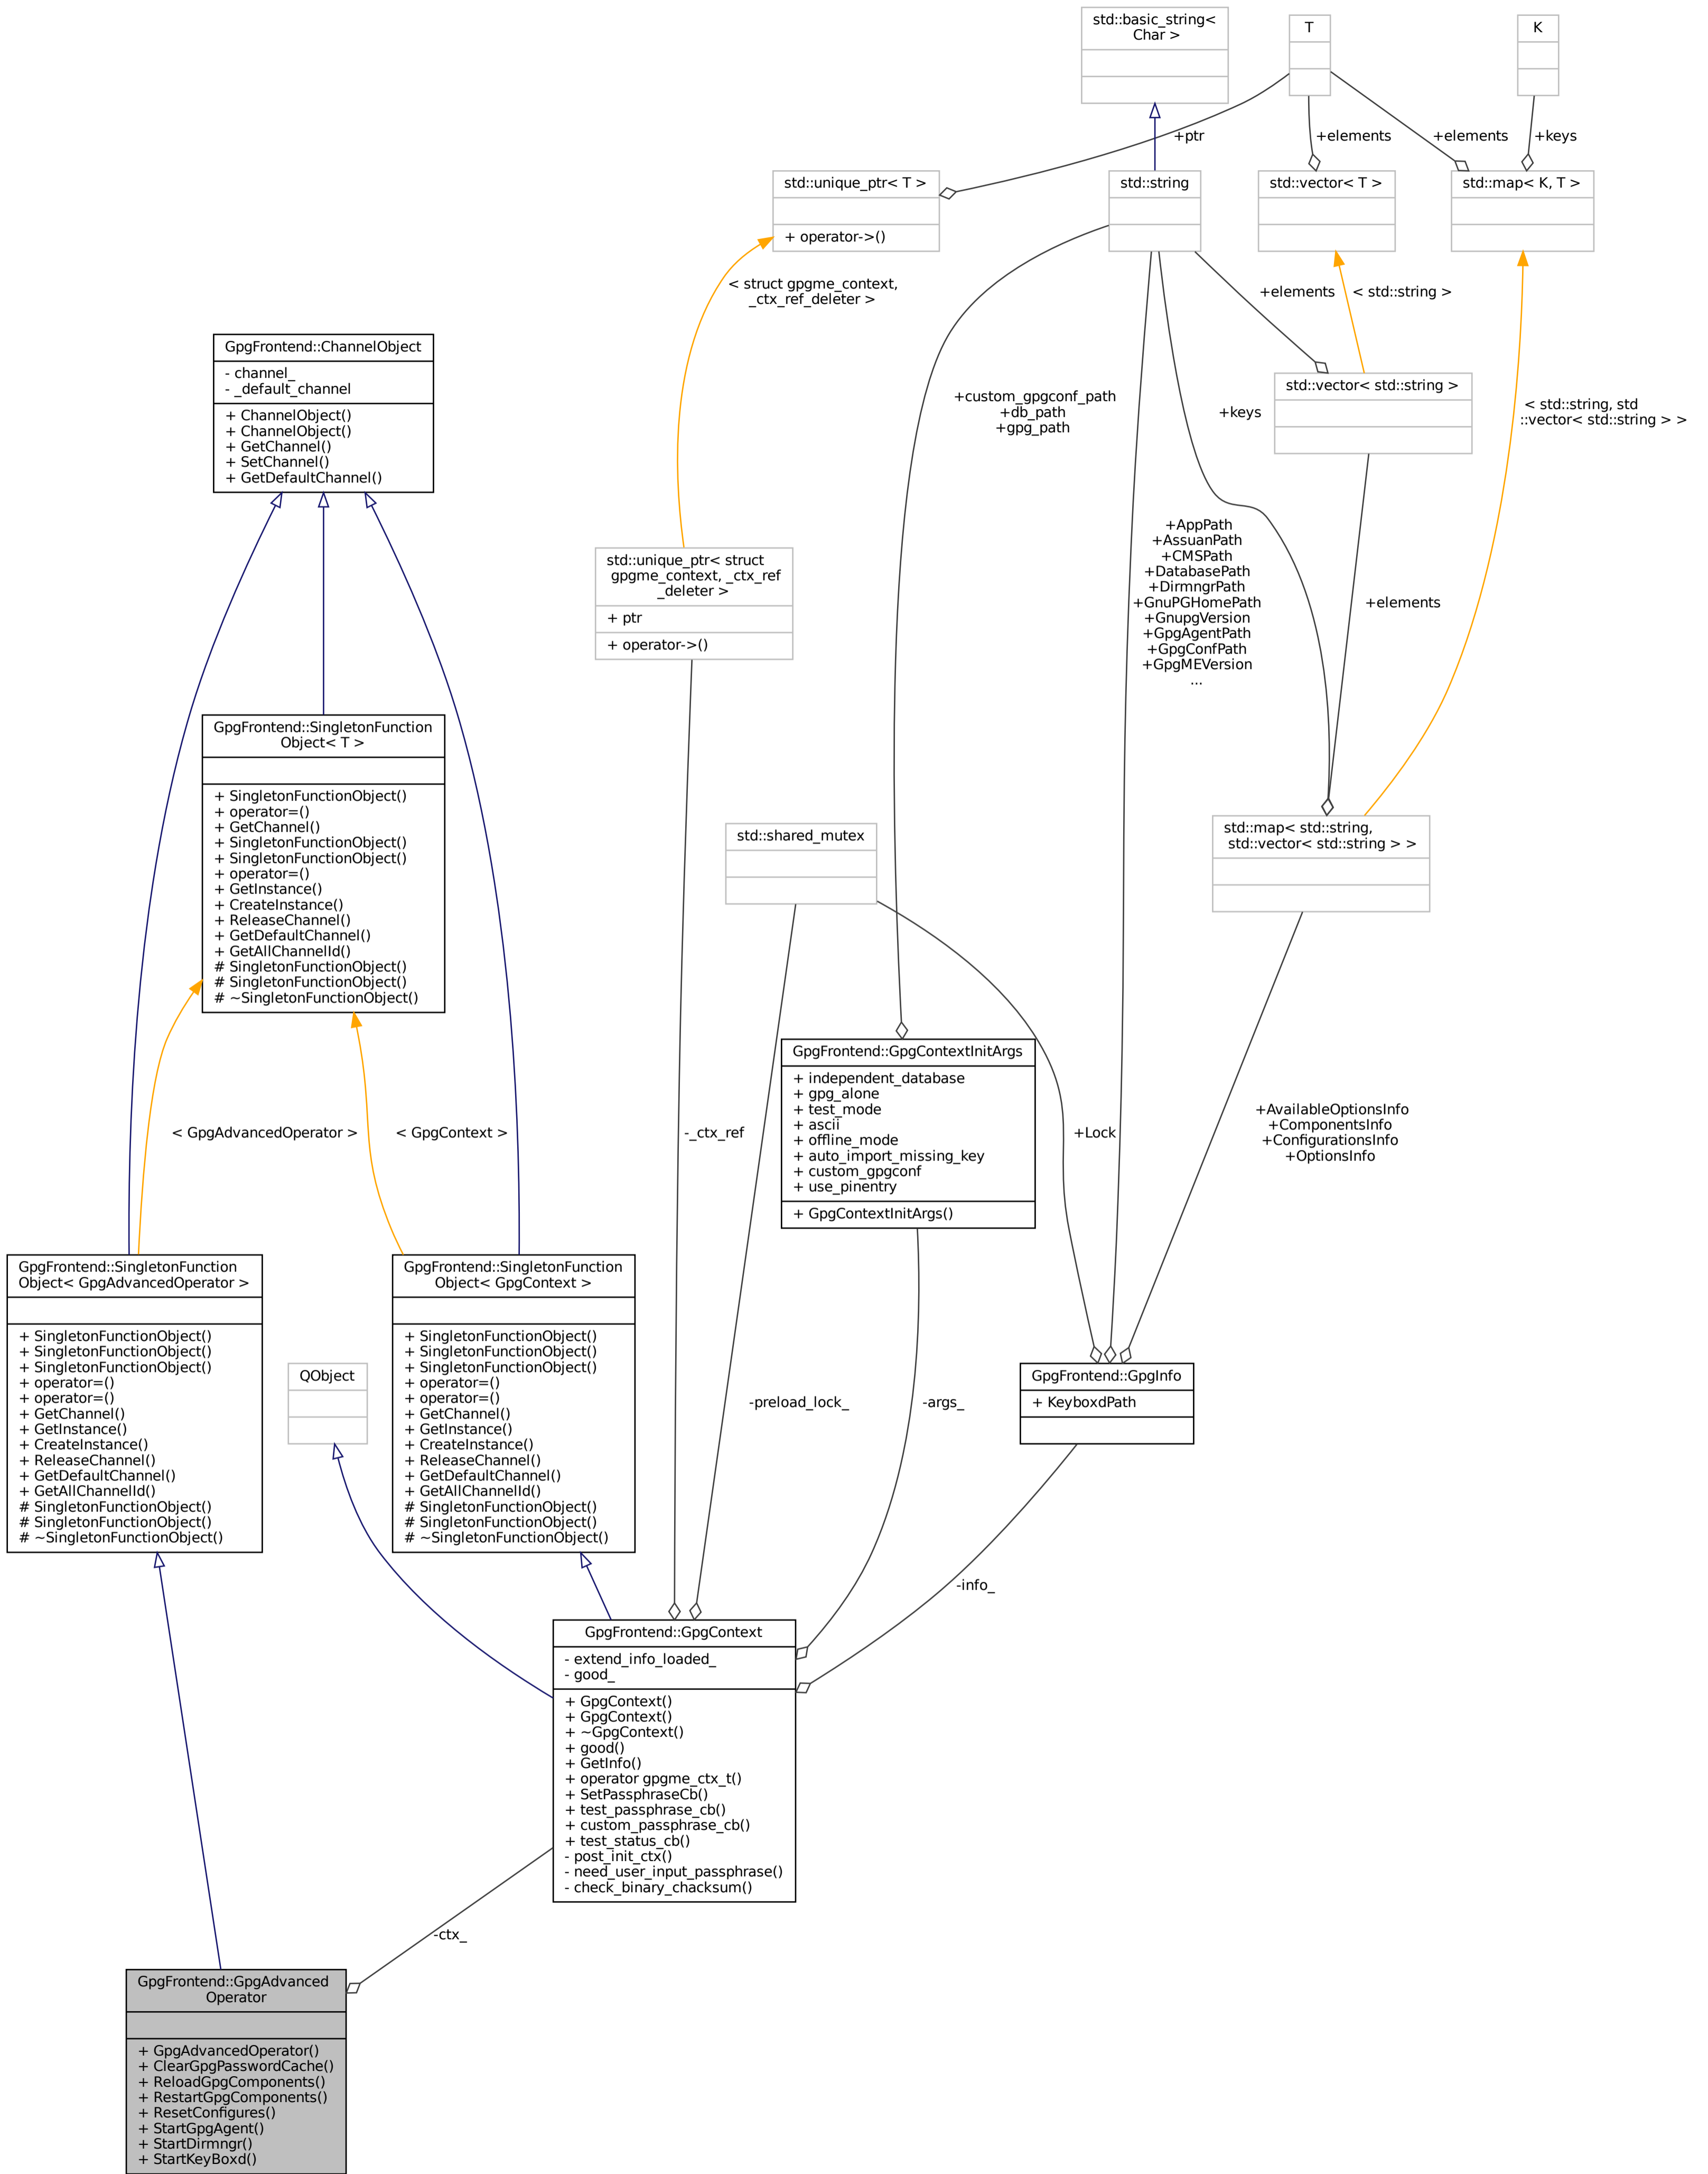 std::basic_string<
Char >
T
K
+ptr
+elements
+elements
+keys
std::unique_ptr< T >
+ operator->()
std::string
std::vector< T >
std::map< K, T >
< struct gpgme_context,
_ctx_ref_deleter >
+elements
< std::string >
GpgFrontend::ChannelObject
- channel_
- _default_channel
+ ChannelObject()
+ ChannelObject()
+ GetChannel()
+ SetChannel()
+ GetDefaultChannel()
std::vector< std::string >
+custom_gpgconf_path
+db_path
+gpg_path
+keys
< std::string, std
::vector< std::string > >
std::unique_ptr< struct
gpgme_context, _ctx_ref
_deleter >
+ ptr
+ operator->()
+AppPath
+AssuanPath
+CMSPath
+DatabasePath
+DirmngrPath
+GnuPGHomePath
+GnupgVersion
+GpgAgentPath
+GpgConfPath
+GpgMEVersion
...
+elements
GpgFrontend::SingletonFunction
Object< T >
+ SingletonFunctionObject()
+ operator=()
+ GetChannel()
+ SingletonFunctionObject()
+ SingletonFunctionObject()
+ operator=()
+ GetInstance()
+ CreateInstance()
+ ReleaseChannel()
+ GetDefaultChannel()
+ GetAllChannelId()
# SingletonFunctionObject()
# SingletonFunctionObject()
# ~SingletonFunctionObject()
std::shared_mutex
std::map< std::string,
std::vector< std::string > >
GpgFrontend::GpgContextInitArgs
+ independent_database
+ gpg_alone
+ test_mode
+ ascii
+ offline_mode
+ auto_import_missing_key
+ custom_gpgconf
+ use_pinentry
+ GpgContextInitArgs()
< GpgAdvancedOperator >
< GpgContext >
-_ctx_ref
+Lock
+AvailableOptionsInfo
+ComponentsInfo
+ConfigurationsInfo
+OptionsInfo
GpgFrontend::SingletonFunction
Object< GpgAdvancedOperator >
+ SingletonFunctionObject()
+ SingletonFunctionObject()
+ SingletonFunctionObject()
+ operator=()
+ operator=()
+ GetChannel()
+ GetInstance()
+ CreateInstance()
+ ReleaseChannel()
+ GetDefaultChannel()
+ GetAllChannelId()
# SingletonFunctionObject()
# SingletonFunctionObject()
# ~SingletonFunctionObject()
QObject
GpgFrontend::SingletonFunction
Object< GpgContext >
+ SingletonFunctionObject()
+ SingletonFunctionObject()
+ SingletonFunctionObject()
+ operator=()
+ operator=()
+ GetChannel()
+ GetInstance()
+ CreateInstance()
+ ReleaseChannel()
+ GetDefaultChannel()
+ GetAllChannelId()
# SingletonFunctionObject()
# SingletonFunctionObject()
# ~SingletonFunctionObject()
-preload_lock_
-args_
GpgFrontend::GpgInfo
+ KeyboxdPath
-info_
GpgFrontend::GpgContext
- extend_info_loaded_
- good_
+ GpgContext()
+ GpgContext()
+ ~GpgContext()
+ good()
+ GetInfo()
+ operator gpgme_ctx_t()
+ SetPassphraseCb()
+ test_passphrase_cb()
+ custom_passphrase_cb()
+ test_status_cb()
- post_init_ctx()
- need_user_input_passphrase()
- check_binary_chacksum()
-ctx_
GpgFrontend::GpgAdvanced
Operator
+ GpgAdvancedOperator()
+ ClearGpgPasswordCache()
+ ReloadGpgComponents()
+ RestartGpgComponents()
+ ResetConfigures()
+ StartGpgAgent()
+ StartDirmngr()
+ StartKeyBoxd()